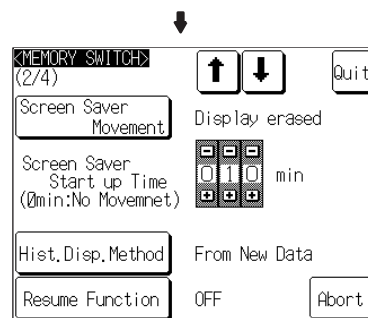 <MEMORY SWITCH>
(2/4)
Quit
Screen Saver
Movement
Display erased
Screen Saver
Start up Time
(0min:No Movemnet)
010 min
Hist.Disp.Method
From New Data
Resume Function
OFF
Abort